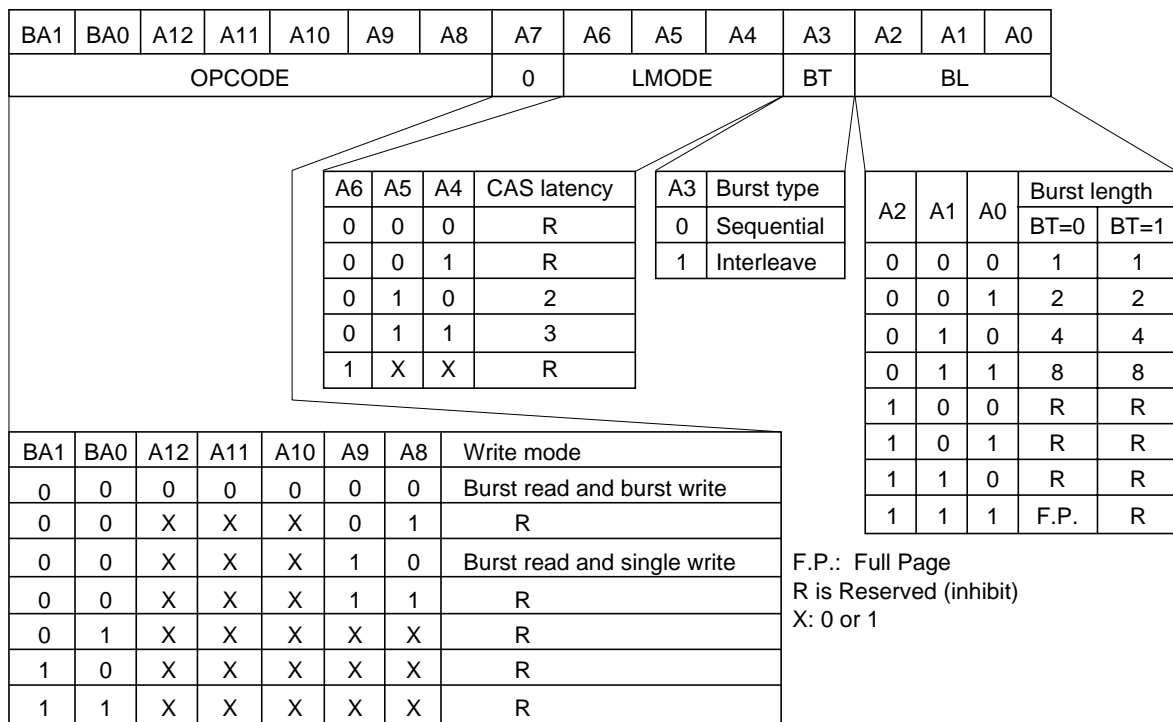 BA1 BA0 A12 A11 A10 A9 A8 A7 A6 A5 A4 A3 A2 A1 A0
OPCODE 0 LMODE BT BL
A6 A5 A4 CAS latency
0 0 0 R
0 0 1 R
0 1 0 2
0 1 1 3
1 X X R
A3 Burst type
0 Sequential
1 Interleave
A2 A1 A0 Burst length
BT=0 BT=1
0 0 0 1 1
0 0 1 2 2
0 1 0 4 4
0 1 1 8 8
1 0 0 R R
1 0 1 R R
1 1 0 R R
1 1 1 F.P. R
BA1 BA0 A12 A11 A10 A9 A8 Write mode
0 0 0 0 0 0 0 Burst read and burst write
0 0 X X X 0 1 R
0 0 X X X 1 0 Burst read and single write
0 0 X X X 1 1 R
0 1 X X X X X R
1 0 X X X X X R
1 1 X X X X X R
F.P.: Full Page
R is Reserved (inhibit)
X: 0 or 1